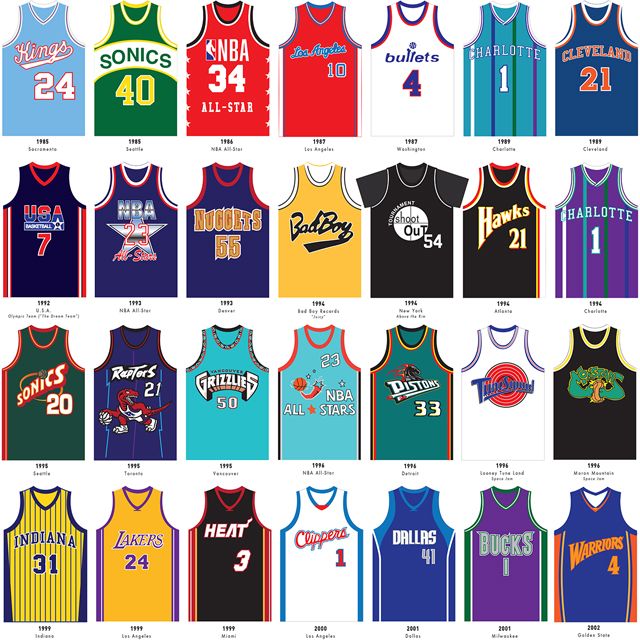 Kings
24
SONICS
40
NBA
34
ALL-STAR
Los Angeles
10
bullets
4
CHARLOTTE
1
CLEVELAND
21
1985
Sacramento
1985
Seattle
1986
NBA All-Star
1987
Los Angeles
1987
Washington
1989
Charlotte
1989
Cleveland
USA
BASKETBALL
7
NBA
23
All-Stars
NUGGETS
55
Bad Boy
TOURNAMENT
Shoot
OuT
54
Hawks
21
CHARLOTTE
1
1992
U.S.A.
Olympic Team ("The Dream Team")
1993
NBA All-Star
1993
Denver
1994
Bad Boy Records
"Juicy"
1994
New York
Above the Rim
1994
Atlanta
1994
Charlotte
SONICS
20
RAPTORS
21
VANCOUVER
GRIZZLIES
50
23
NBA
ALL STARS
PISTONS
33
TuneSquad
MONSTARS
1995
Seattle
1995
Toronto
1995
Vancouver
1996
NBA All-Star
1996
Detroit
1996
Looney Tune Land
Space Jam
1996
Moron Mountain
Space Jam
INDIANA
31
LAKERS
24
HEAT
3
Clippers
1
DALLAS
41
BUCKS
1
WARRIORS
4
1999
Indiana
1999
Los Angeles
1999
Miami
2000
Los Angeles
2001
Dallas
2001
Milwaukee
2002
Golden State